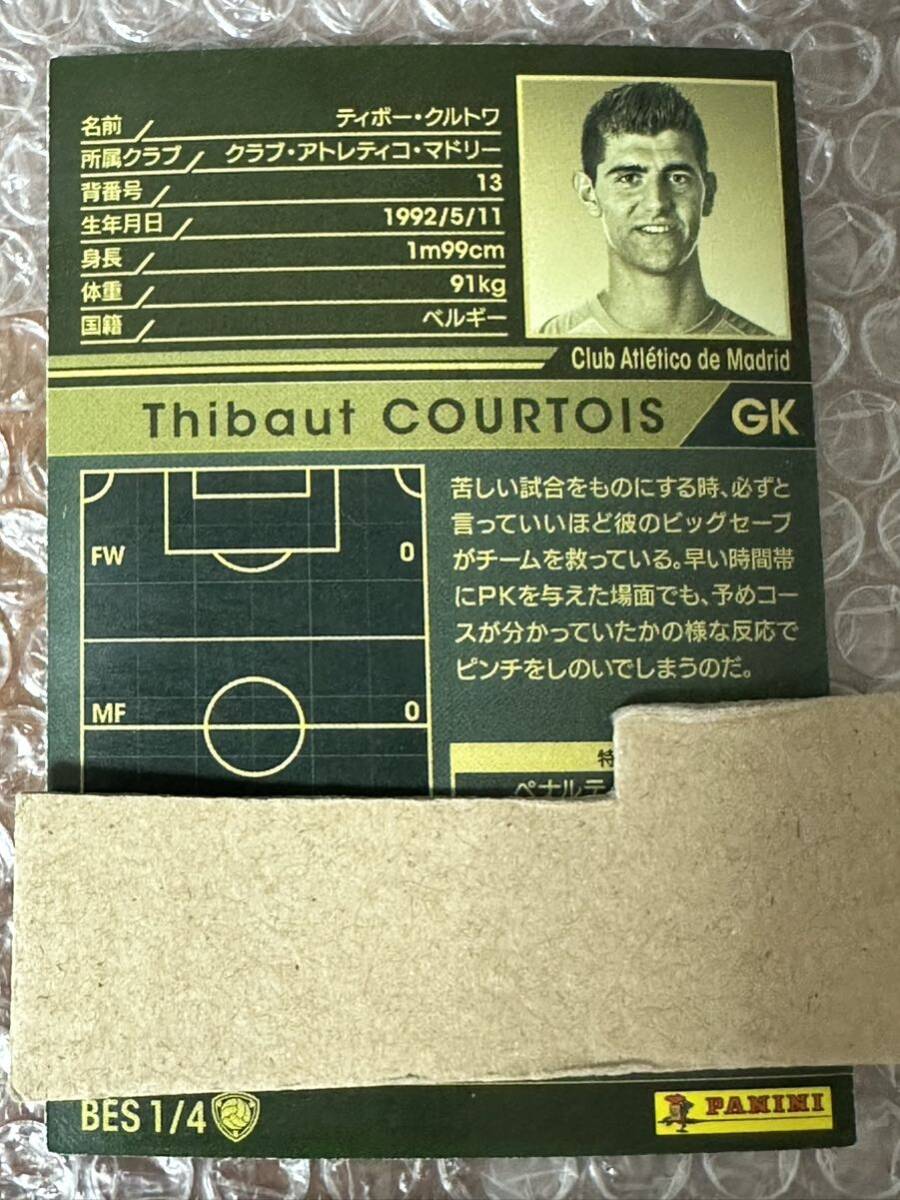 名前 ティボー・クルトワ
所属クラブ クラブ・アトレティコ・マドリー
背番号 13
生年月日 1992/5/11
身長 1m99cm
体重 91kg
国籍 ベルギー
Club Atlético de Madrid
Thibaut COURTOIS GK
FW 0
MF 0
苦しい試合をものにする時、必ずと
言っていいほど彼のビッグセーブ
がチームを救っている。早い時間帯
にPKを与えた場面でも、予めコー
スが分かっていたかの様な反応で
ピンチをしのいでしまうのだ。
特
ペナルテ
BES 1/4
PANINI